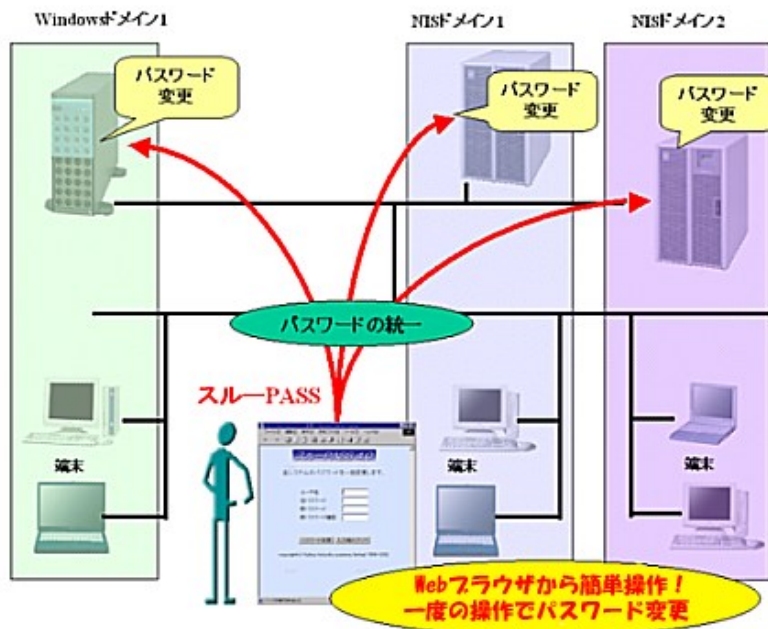 Windowsドメイン1
NISドメイン1
NISドメイン2
パスワード
変更
パスワード
変更
パスワード
変更
パスワードの統一
スルーPASS
端末
端末
端末
Webブラウザから簡単操作！
一度の操作でパスワード変更